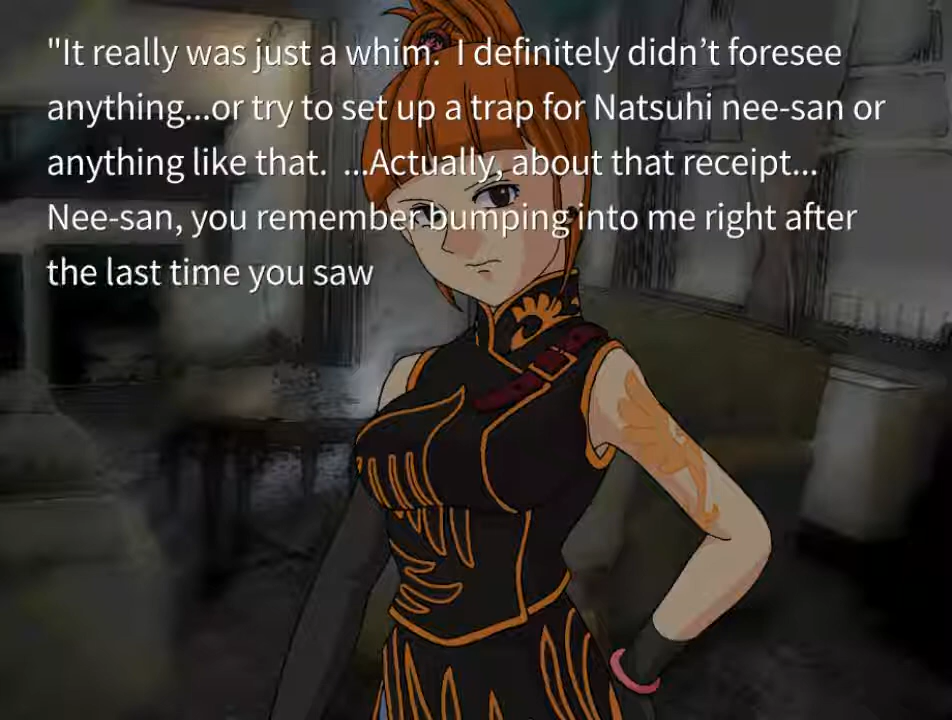 "It really was just a whim.  I definitely didn’t foresee
anything...or try to set up a trap for Natsuhi nee-san or
anything like that.  ...Actually, about that receipt...
Nee-san, you remember bumping into me right after
the last time you saw